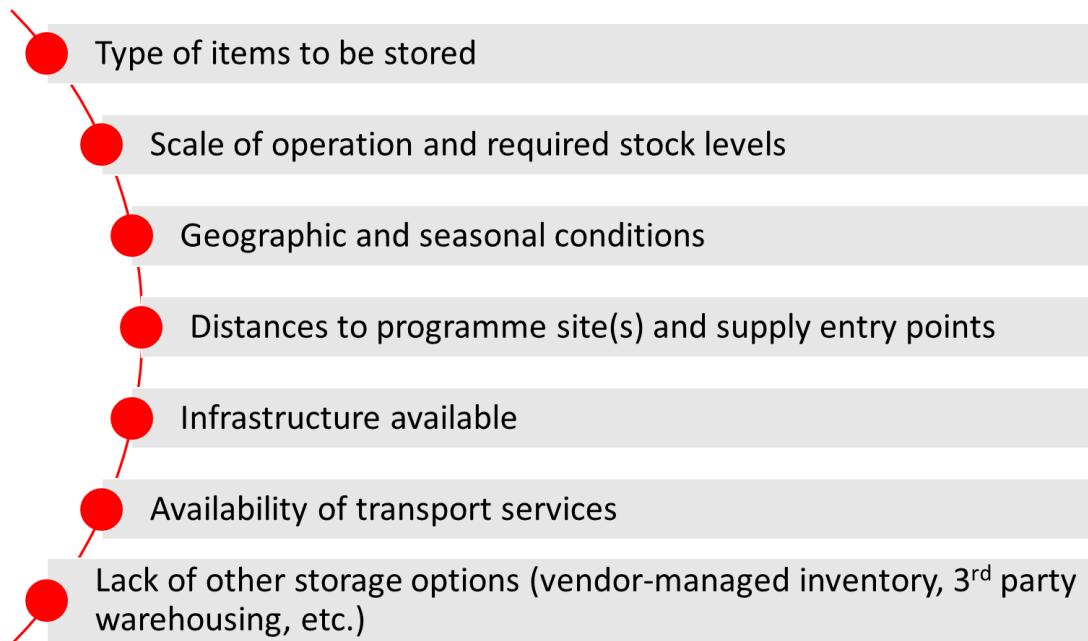 Type of items to be stored
Scale of operation and required stock levels
Geographic and seasonal conditions
Distances to programme site(s) and supply entry points
Infrastructure available
Availability of transport services
Lack of other storage options (vendor-managed inventory, 3rd party
warehousing, etc.)